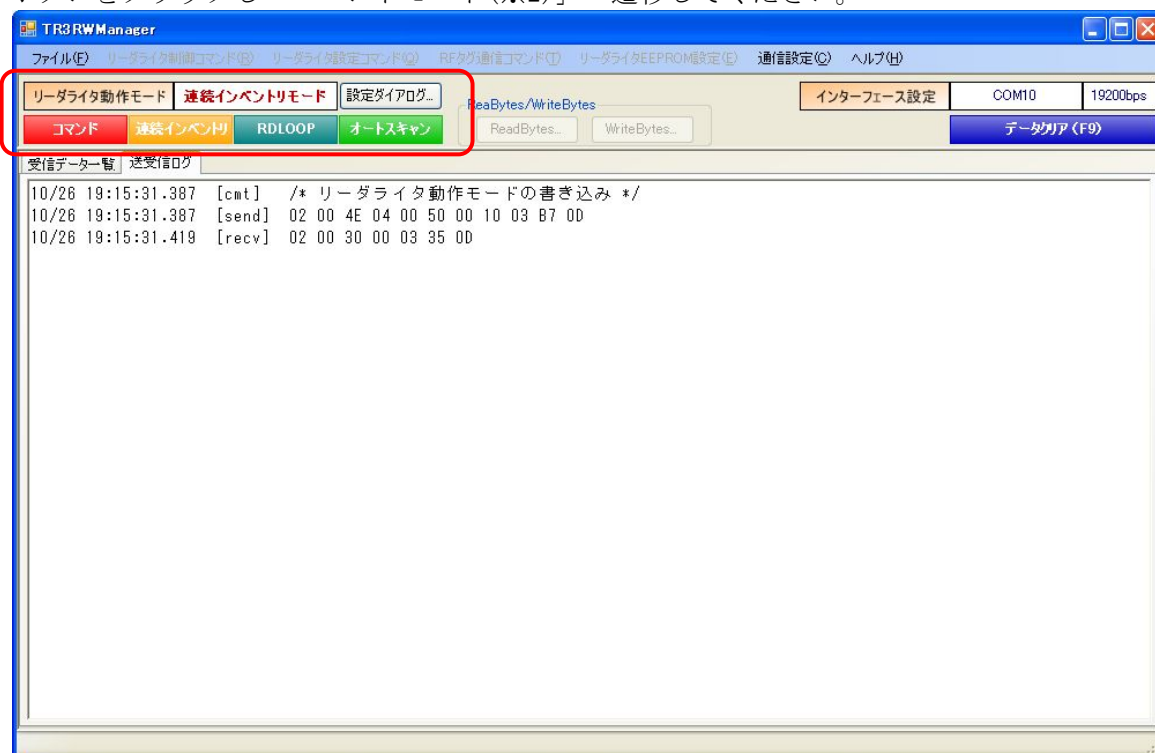 TR3RWManager
ファイル(F) リーダライタ制御コマンド(R) リーダライタ設定コマンド(Q) RFタグ通信コマンド(T) リーダライタEEPROM設定(E) 通信設定(C) ヘルプ(H)
リーダライタ動作モード 連続インベントリモード 設定ダイアログ... ReaBytes/WriteBytes インターフェース設定 COM10 19200bps
コマンド 連続インベントリ RDLOOP オートスキャン ReadBytes... WriteBytes... データクリア(F9)
受信データ一覧 送受信ログ
10/26 19:15:31.387 [cmt] /* リーダライタ動作モードの書き込み */
10/26 19:15:31.387 [send] 02 00 4E 04 00 50 00 10 03 B7 0D
10/26 19:15:31.419 [recv] 02 00 30 00 03 35 0D